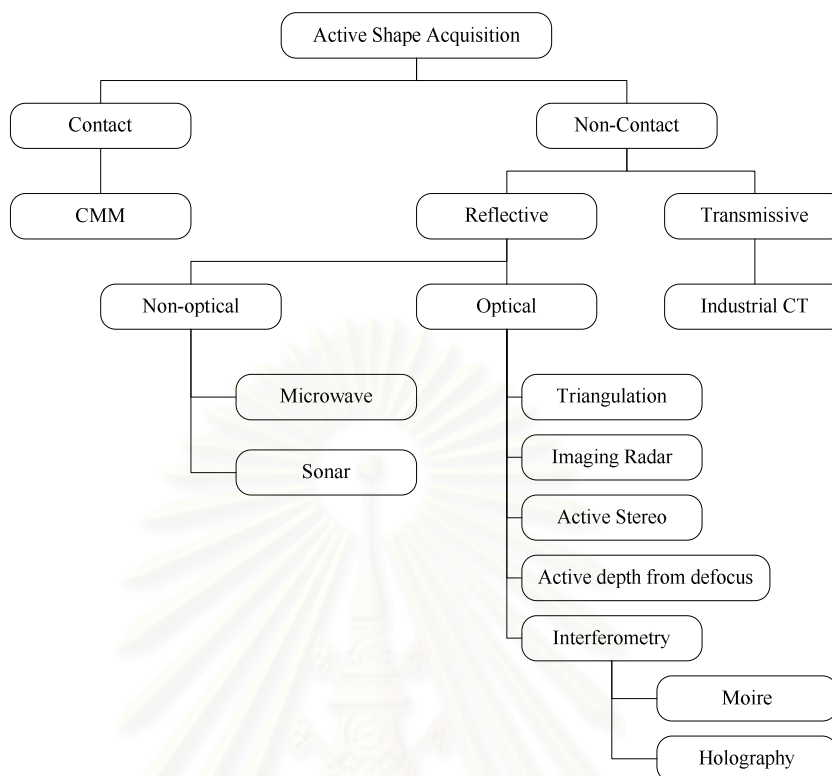 Active Shape Acquisition
Contact
Non-Contact
CMM
Reflective
Transmissive
Non-optical
Optical
Industrial CT
Microwave
Triangulation
Imaging Radar
Sonar
Active Stereo
Active depth from defocus
Interferometry
Moire
Holography